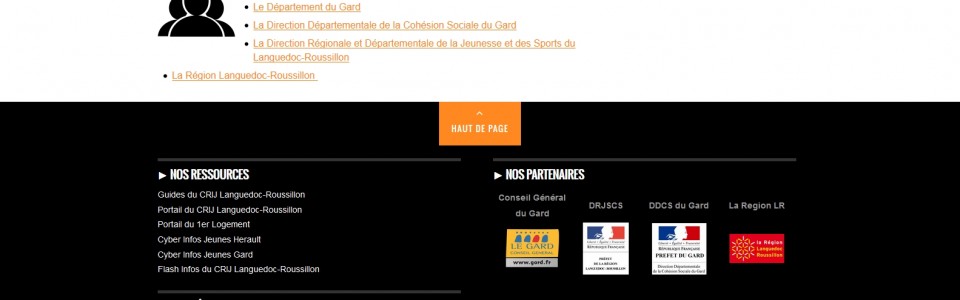 Le Département du Gard
La Direction Départementale de la Cohésion Sociale du Gard
La Direction Régionale et Départementale de la Jeunesse et des Sports du
Languedoc-Roussillon
La Région Languedoc-Roussillon
HAUT DE PAGE
► NOS RESSOURCES
Guides du CRIJ Languedoc-Roussillon
Portail du CRIJ Languedoc-Roussillon
Portail du 1er Logement
Cyber Infos Jeunes Herault
Cyber Infos Jeunes Gard
Flash Infos du CRIJ Languedoc-Roussillon
► NOS PARTENAIRES
Conseil Général
du Gard
LE GARD
CONSEIL GÉNÉRAL
www.gard.fr
DRJSCS
Liberté • Égalité • Fraternité
RÉPUBLIQUE FRANÇAISE
PRÉFET
DE LA RÉGION
LANGUEDOC - ROUSSILLON
DDCS du Gard
Liberté • Égalité • Fraternité
RÉPUBLIQUE FRANÇAISE
PREFET DU GARD
Direction Départementale
de la Cohésion Sociale du Gard
La Region LR
la Région
Languedoc
Roussillon